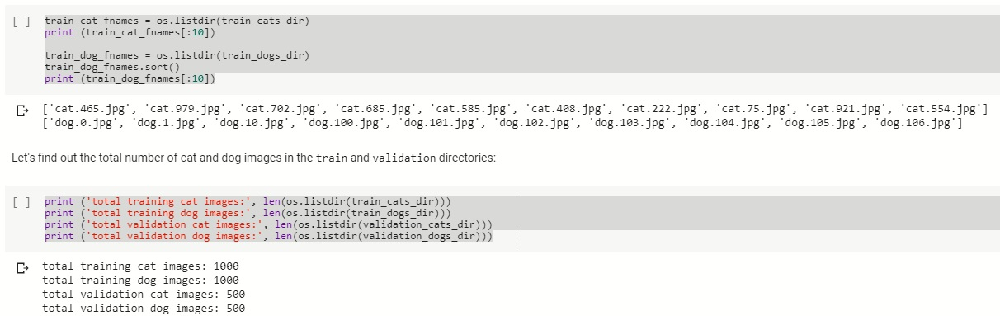 [ ] train_cat_fnames = os.listdir(train_cats_dir)
print (train_cat_fnames[:10])
train_dog_fnames = os.listdir(train_dogs_dir)
train_dog_fnames.sort()
print (train_dog_fnames[:10])
['cat.465.jpg', 'cat.979.jpg', 'cat.702.jpg', 'cat.685.jpg', 'cat.585.jpg', 'cat.408.jpg', 'cat.222.jpg', 'cat.75.jpg', 'cat.921.jpg', 'cat.554.jpg']
['dog.0.jpg', 'dog.1.jpg', 'dog.10.jpg', 'dog.100.jpg', 'dog.101.jpg', 'dog.102.jpg', 'dog.103.jpg', 'dog.104.jpg', 'dog.105.jpg', 'dog.106.jpg']
Let's find out the total number of cat and dog images in the train and validation directories:
[ ] print ('total training cat images:', len(os.listdir(train_cats_dir)))
print ('total training dog images:', len(os.listdir(train_dogs_dir)))
print ('total validation cat images:', len(os.listdir(validation_cats_dir)))
print ('total validation dog images:', len(os.listdir(validation_dogs_dir)))
total training cat images: 1000
total training dog images: 1000
total validation cat images: 500
total validation dog images: 500